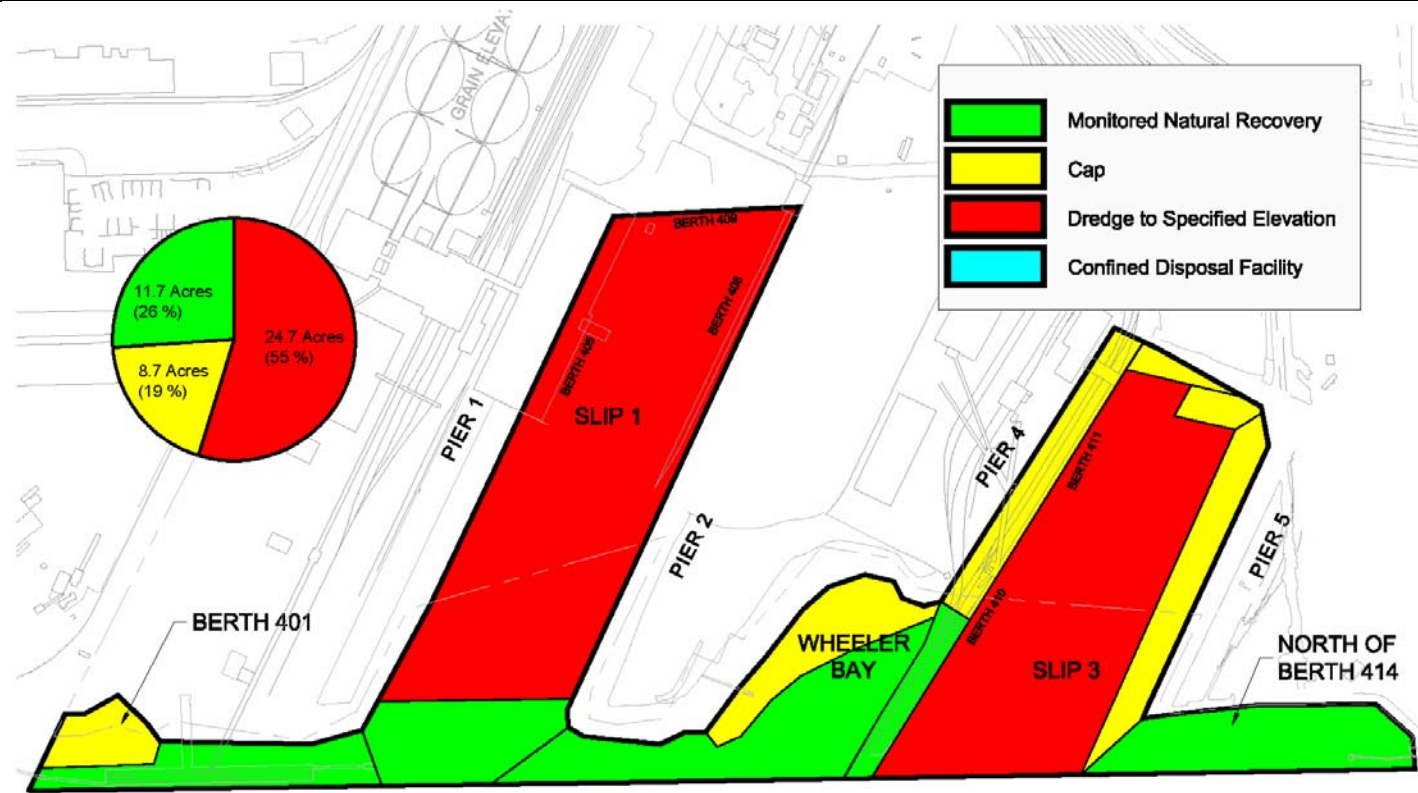 GRAIN ELEVA
Monitored Natural Recovery
Cap
Dredge to Specified Elevation
Confined Disposal Facility
11.7 Acres
(26 %)
24.7 Acres
(55 %)
8.7 Acres
(19 %)
BERTH 409
BERTH 408
SLIP 1
PIER 1
PIER 2
PIER 4
BERTH 411
BERTH 410
PIER 5
BERTH 401
WHEELER
BAY
SLIP 3
NORTH OF
BERTH 414